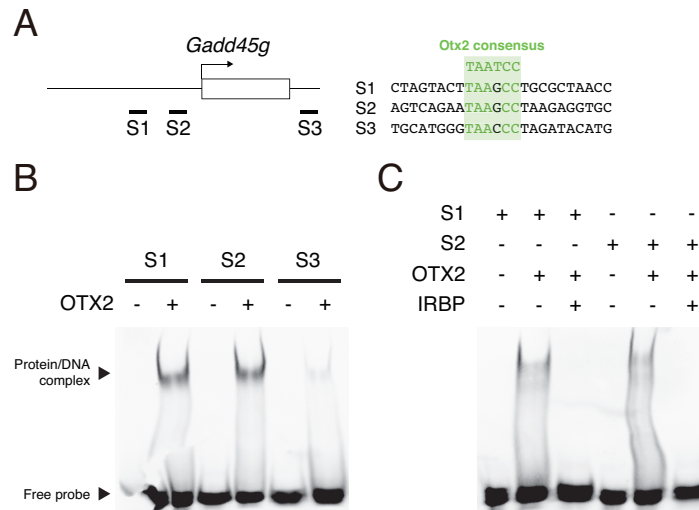 A
Gadd45g
S1 S2 S3
Otx2 consensus
TAATCC
S1 CTAGTACTTAAGCCTGCGCTAACC
S2 AGTCAGAATAAGCCTAAGAGGTGC
S3 TGCATGGGTAACCCTAGATACATG
B
S1 S2 S3
OTX2 - + - + - +
Protein/DNA
complex
Free probe
C
S1 + + + - - -
S2 - - - + + +
OTX2 - + + - + +
IRBP - - + - - +